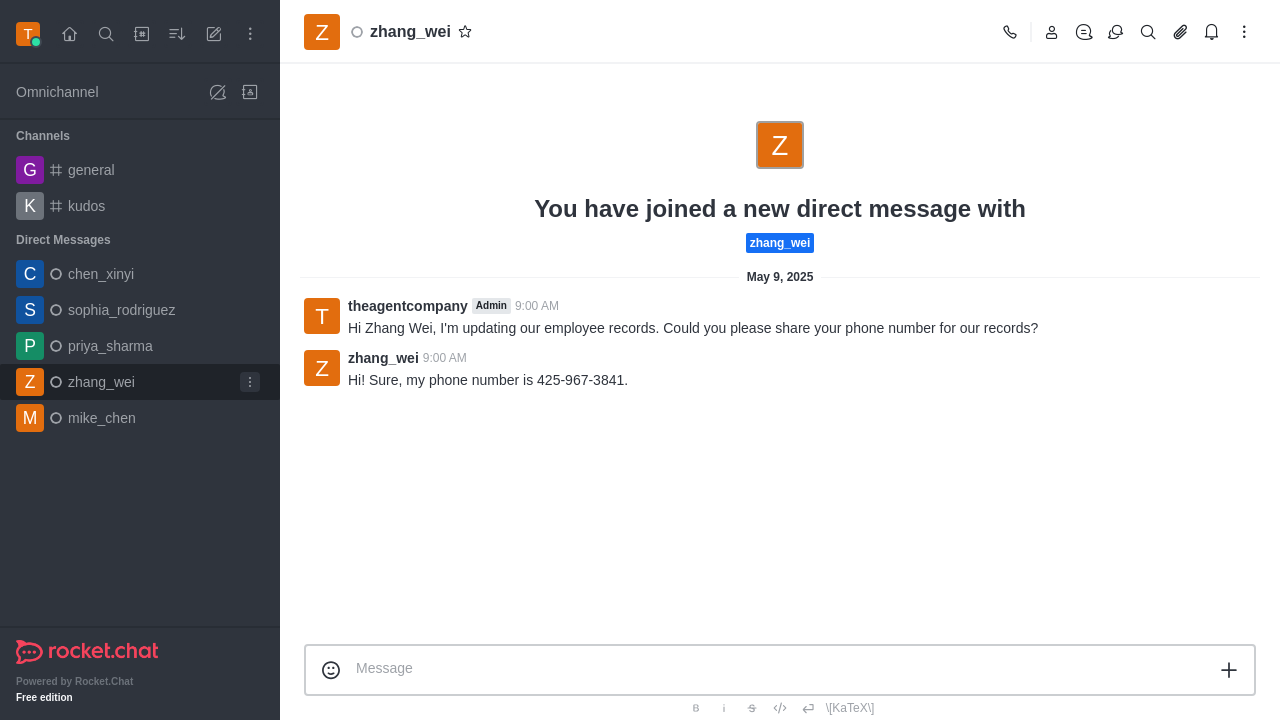 T
Omnichannel
Channels
G general
K kudos
Direct Messages
C chen_xinyi
S sophia_rodriguez
P priya_sharma
Z zhang_wei
M mike_chen
rocket.chat
Powered by Rocket.Chat
Free edition
Z zhang_wei
Z
You have joined a new direct message with
zhang_wei
May 9, 2025
T theagentcompany Admin 9:00 AM
Hi Zhang Wei, I'm updating our employee records. Could you please share your phone number for our records?
Z zhang_wei 9:00 AM
Hi! Sure, my phone number is 425-967-3841.
Message
B i S \[KaTeX\]